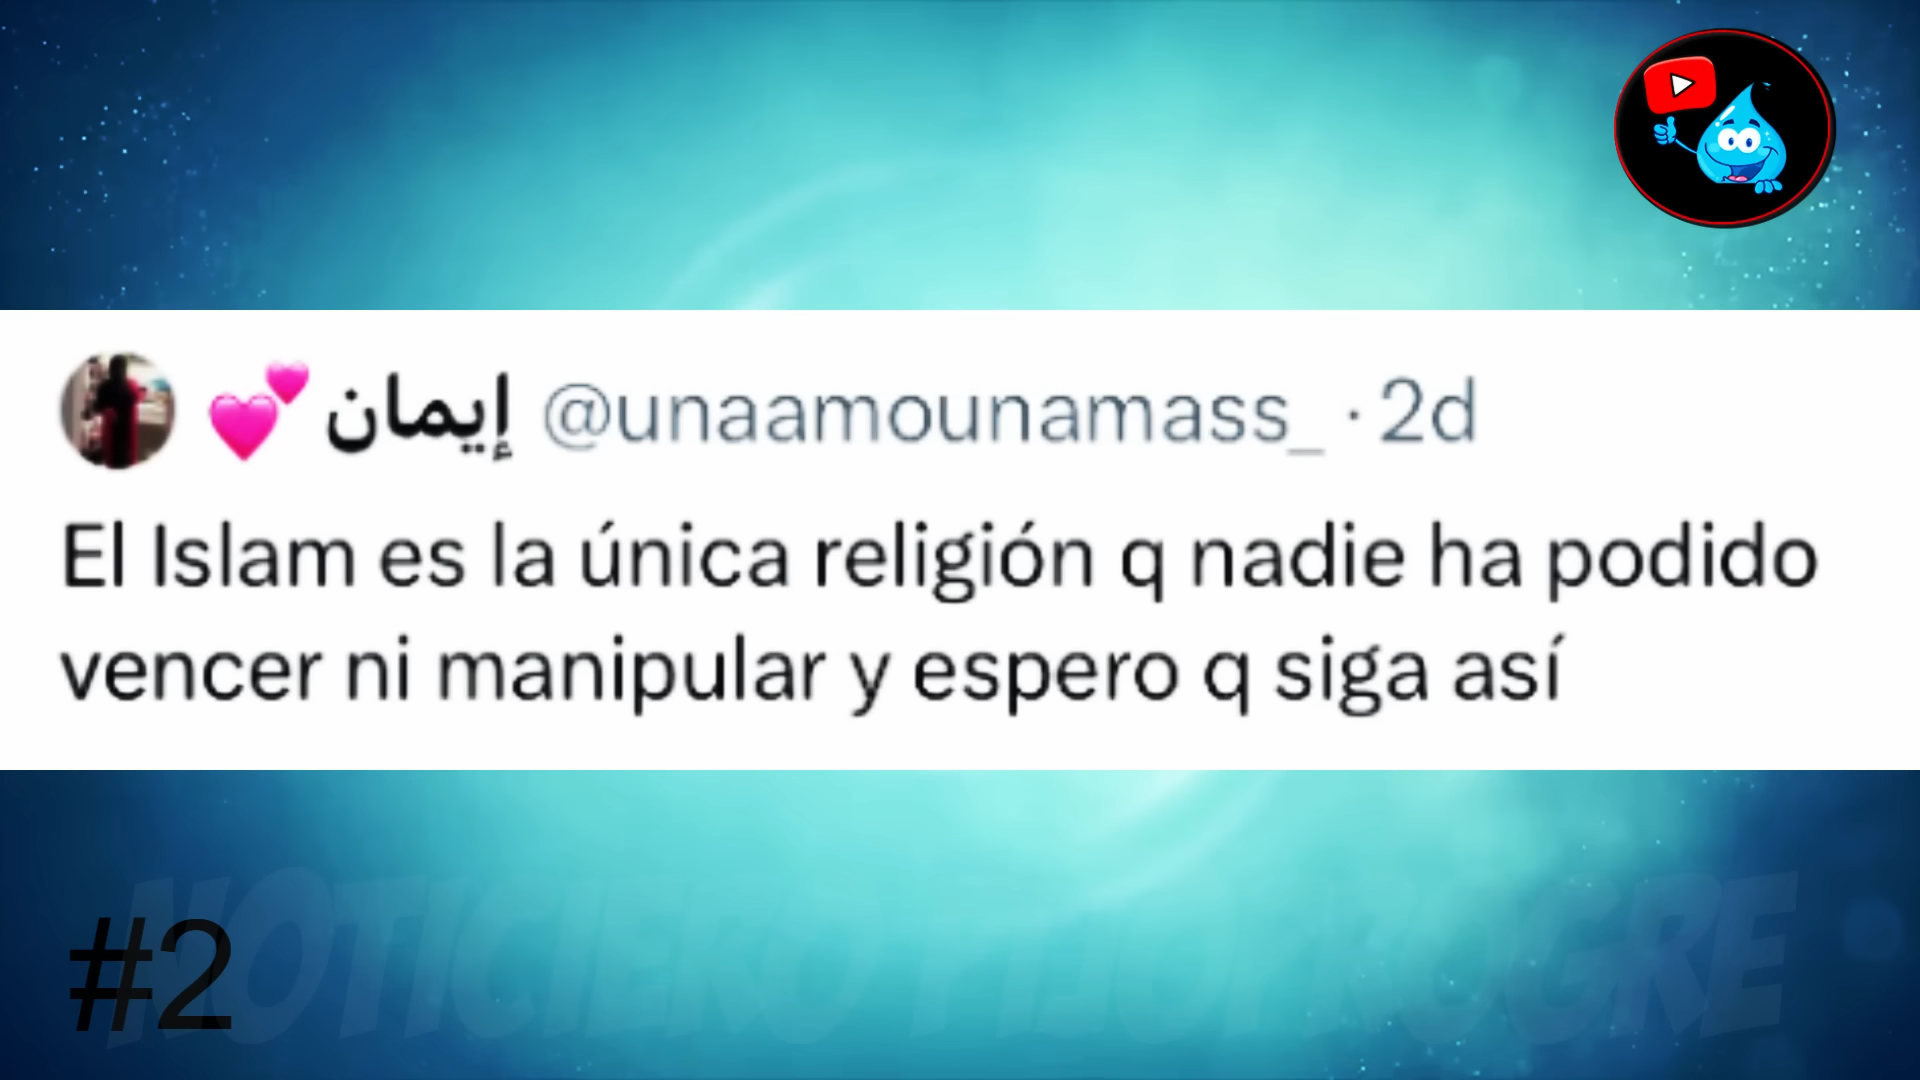 💕 إيمان @unaamounamass_ · 2d
El Islam es la única religión q nadie ha podido
vencer ni manipular y espero q siga así
#2